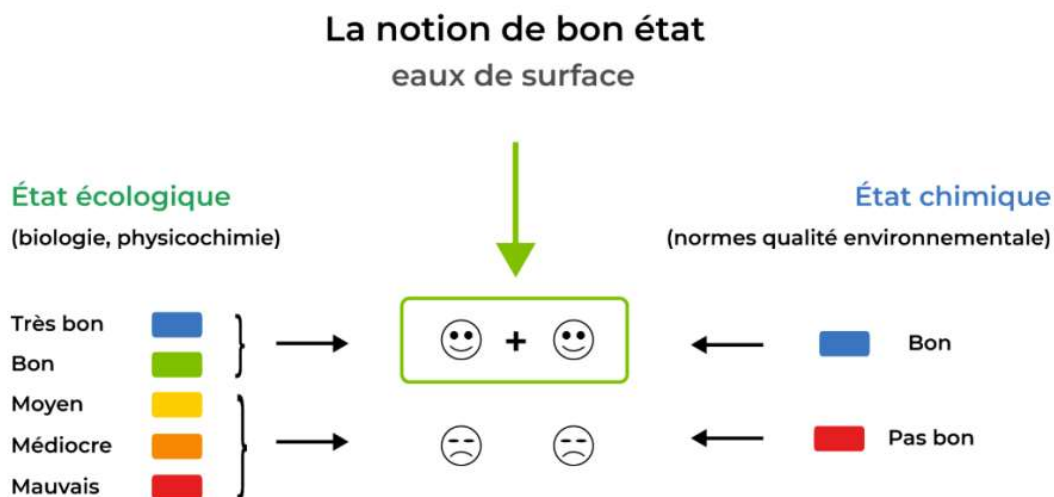 La notion de bon état
eaux de surface
État écologique
(biologie, physicochimie)
État chimique
(normes qualité environnementale)
Très bon
Bon
Moyen
Médiocre
Mauvais
+
Bon
Pas bon